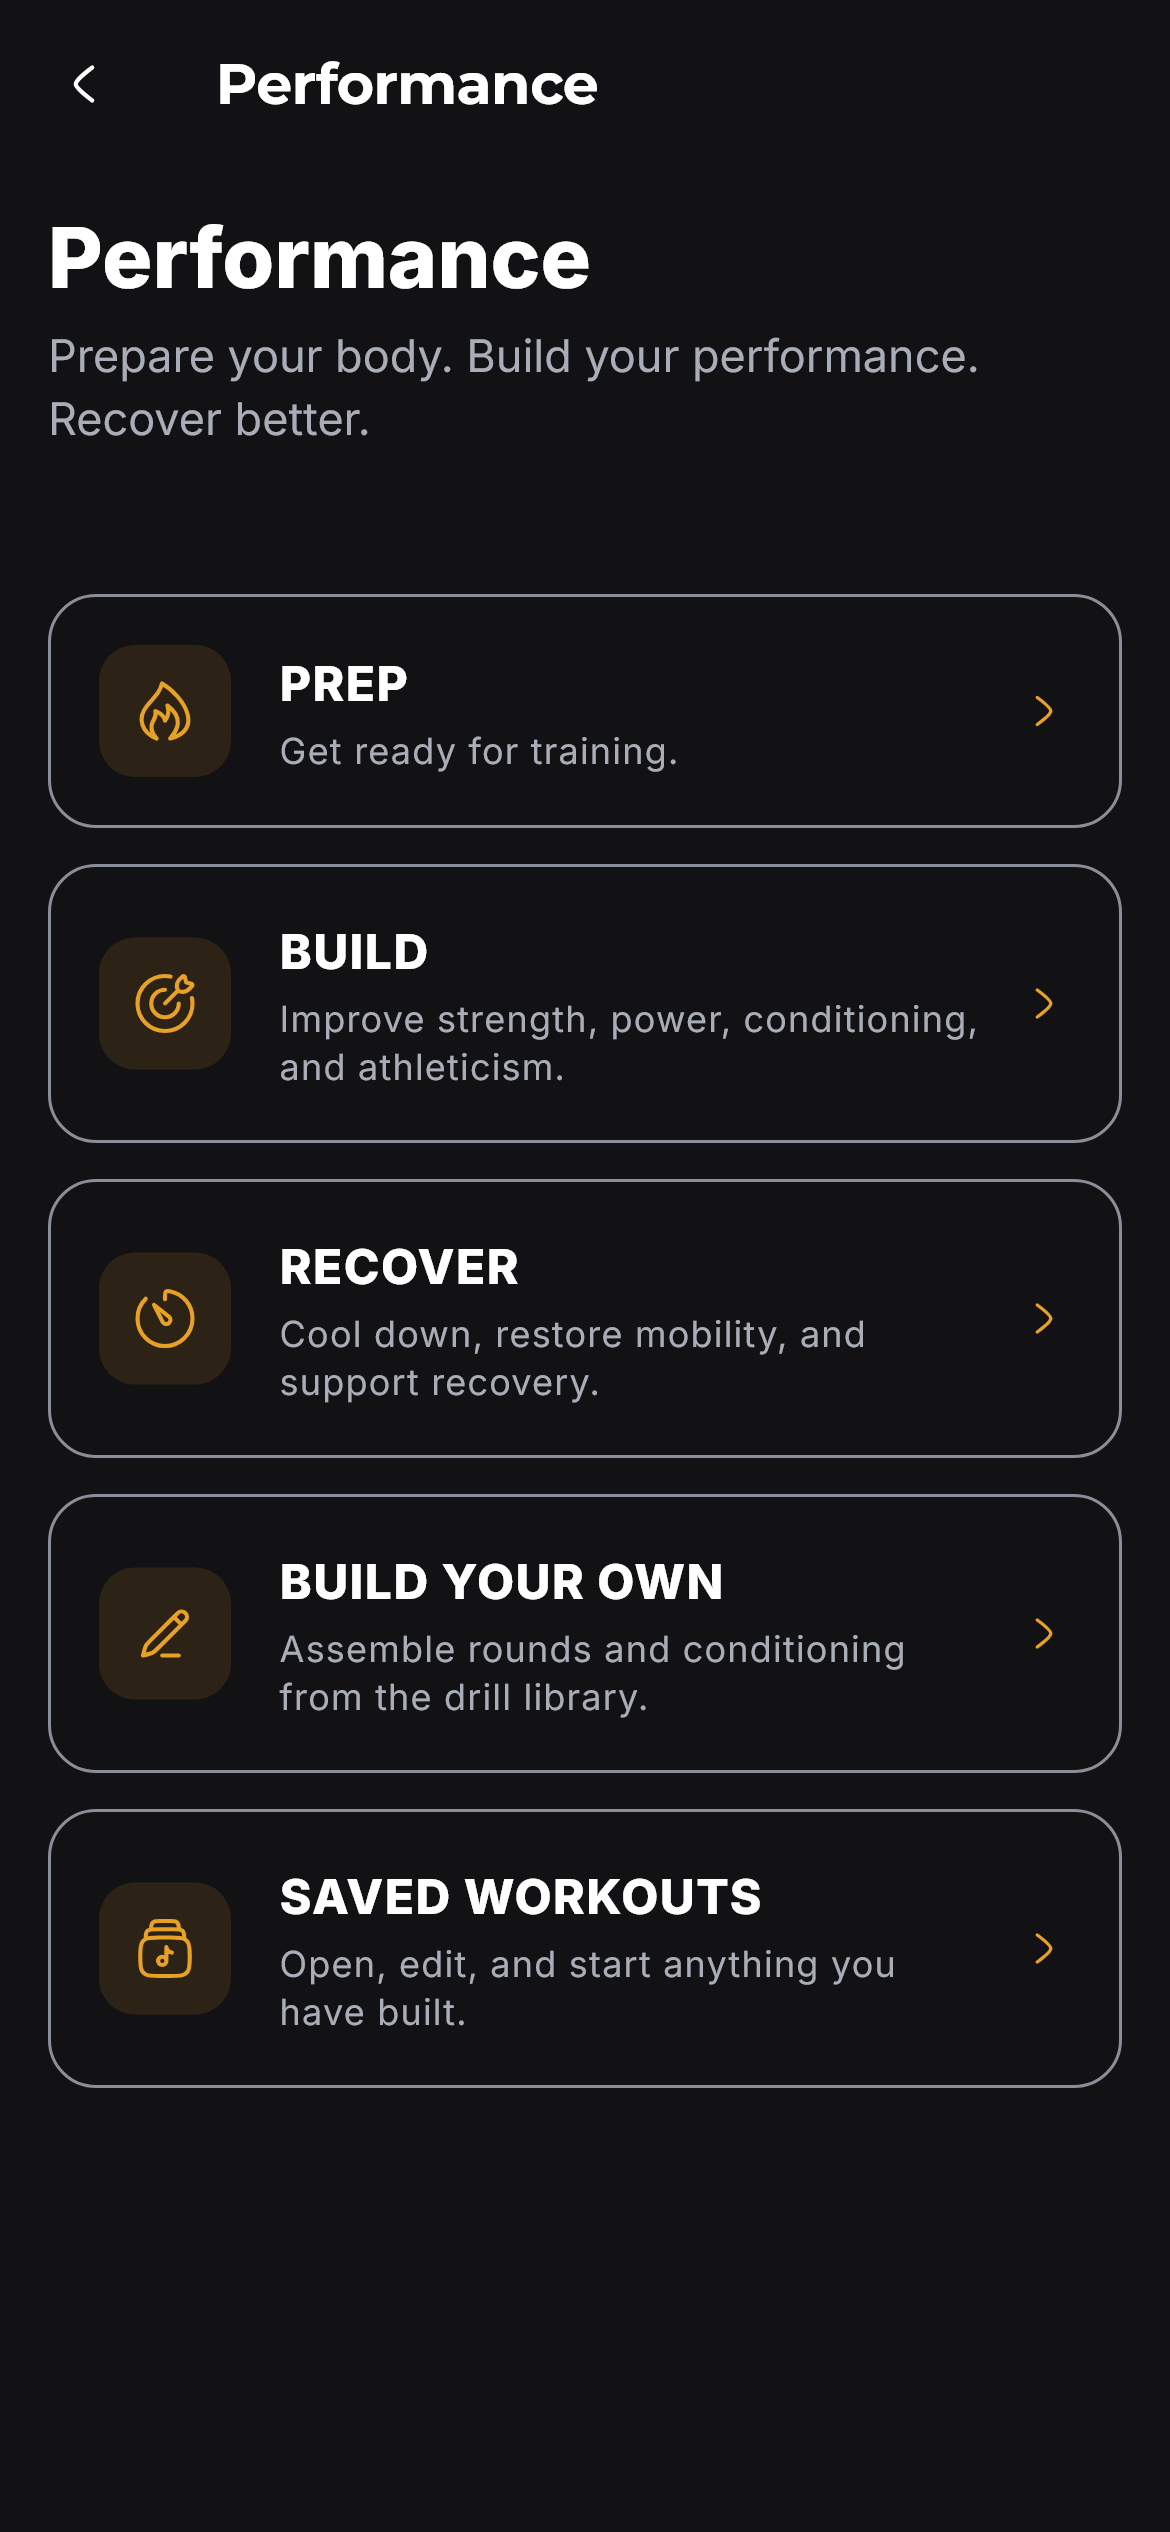 Performance
Performance
Prepare your body. Build your performance.
Recover better.
PREP
Get ready for training.
BUILD
Improve strength, power, conditioning,
and athleticism.
RECOVER
Cool down, restore mobility, and
support recovery.
BUILD YOUR OWN
Assemble rounds and conditioning
from the drill library.
SAVED WORKOUTS
Open, edit, and start anything you
have built.